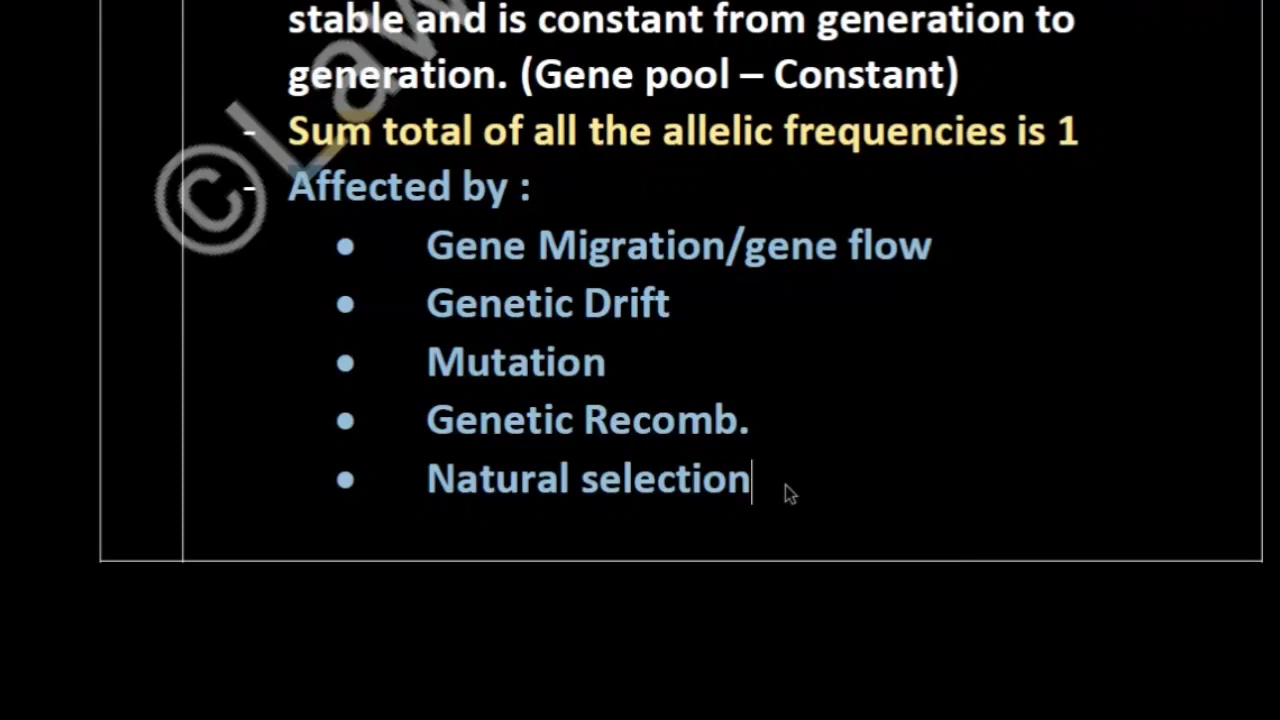 stable and is constant from generation to
generation. (Gene pool – Constant)
- Sum total of all the allelic frequencies is 1
- Affected by :
• Gene Migration/gene flow
• Genetic Drift
• Mutation
• Genetic Recomb.
• Natural selection
©Law